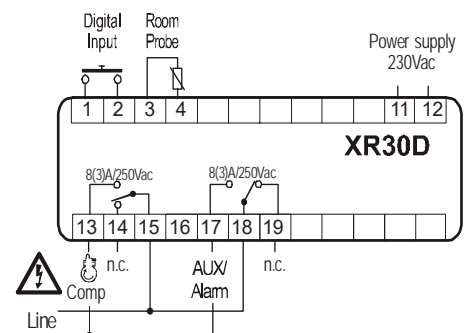 Digital Input
Room Probe
Power supply
230Vac
1 2 3 4 11 12
XR30D
8(3)A/250Vac 8(3)A/250Vac
13 14 15 16 17 18 19
n.c. AUX/ n.c.
Comp Alarm
Line